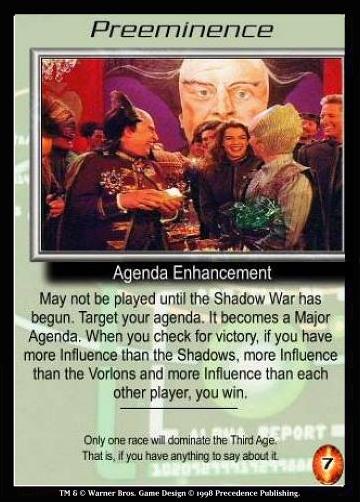 Preeminence
Agenda Enhancement
May not be played until the Shadow War has
begun. Target your agenda. It becomes a Major
Agenda. When you check for victory, if you have
more Influence than the Shadows, more Influence
than the Vorlons and more Influence than each
other player, you win.
Only one race will dominate the Third Age.
That is, if you have anything to say about it.
7
TM & © Warner Bros. Game Design © 1998 Precedence Publishing.